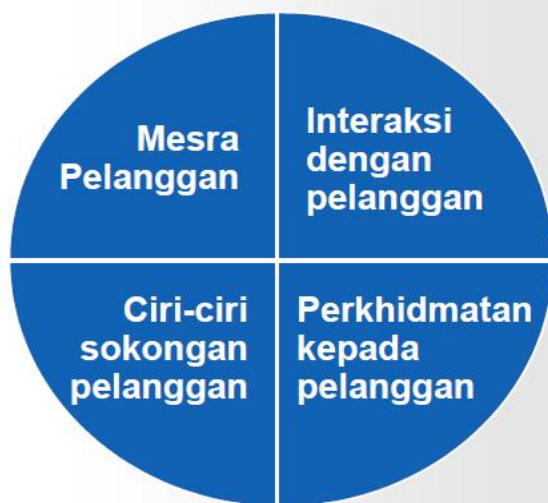 Mesra
Pelanggan
Interaksi
dengan
pelanggan
Ciri-ciri
sokongan
pelanggan
Perkhidmatan
kepada
pelanggan